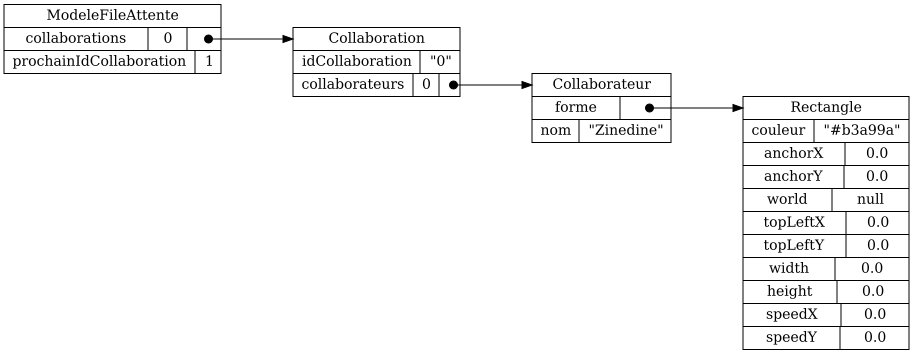 ModeleFileAttente
collaborations 0
prochainIdCollaboration 1
Collaboration
idCollaboration "0"
collaborateurs 0
Collaborateur
forme
nom "Zinedine"
Rectangle
couleur "#b3a99a"
anchorX 0.0
anchorY 0.0
world null
topLeftX 0.0
topLeftY 0.0
width 0.0
height 0.0
speedX 0.0
speedY 0.0